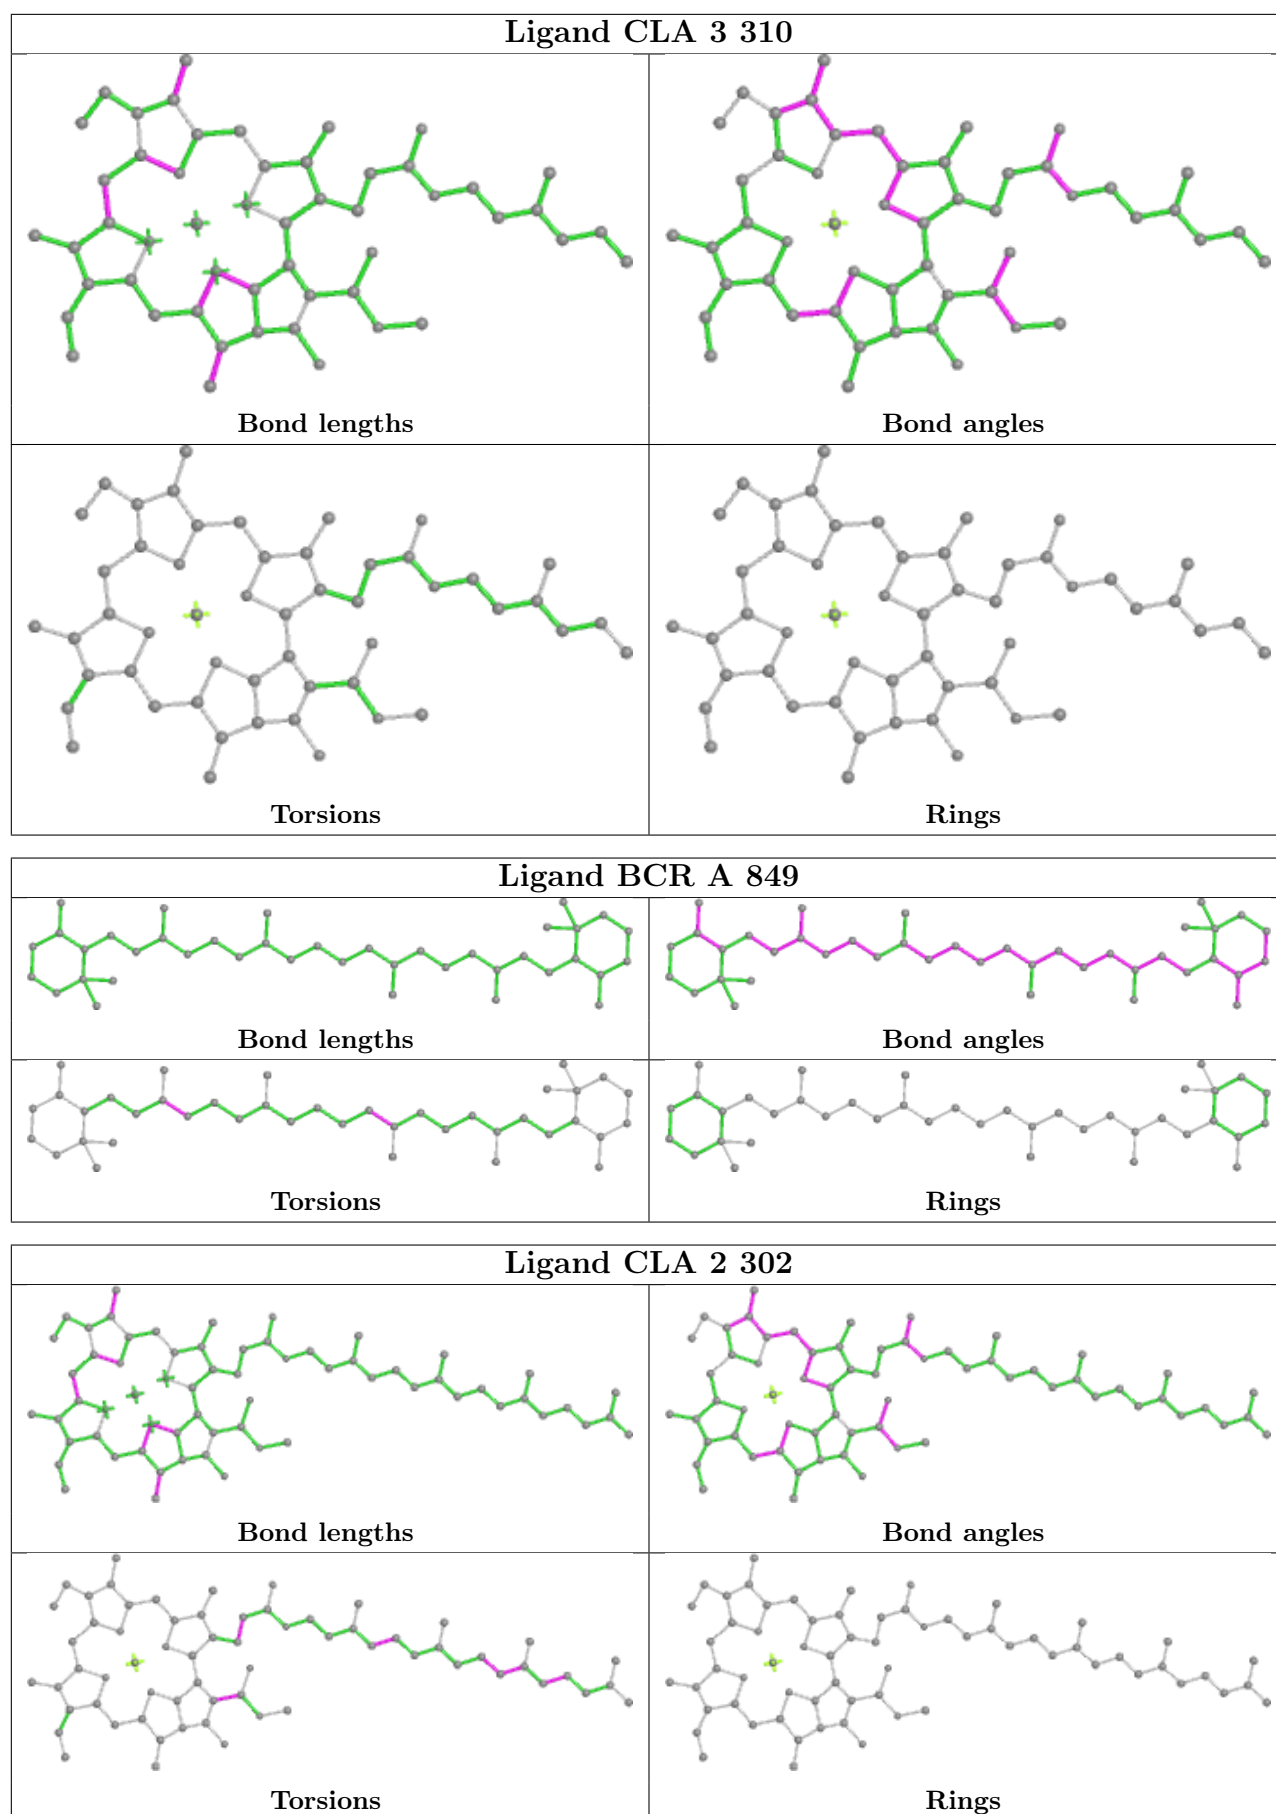 Ligand CLA 3 310
Bond lengths
Bond angles
Torsions
Rings
Ligand BCR A 849
Bond lengths
Bond angles
Torsions
Rings
Ligand CLA 2 302
Bond lengths
Bond angles
Torsions
Rings